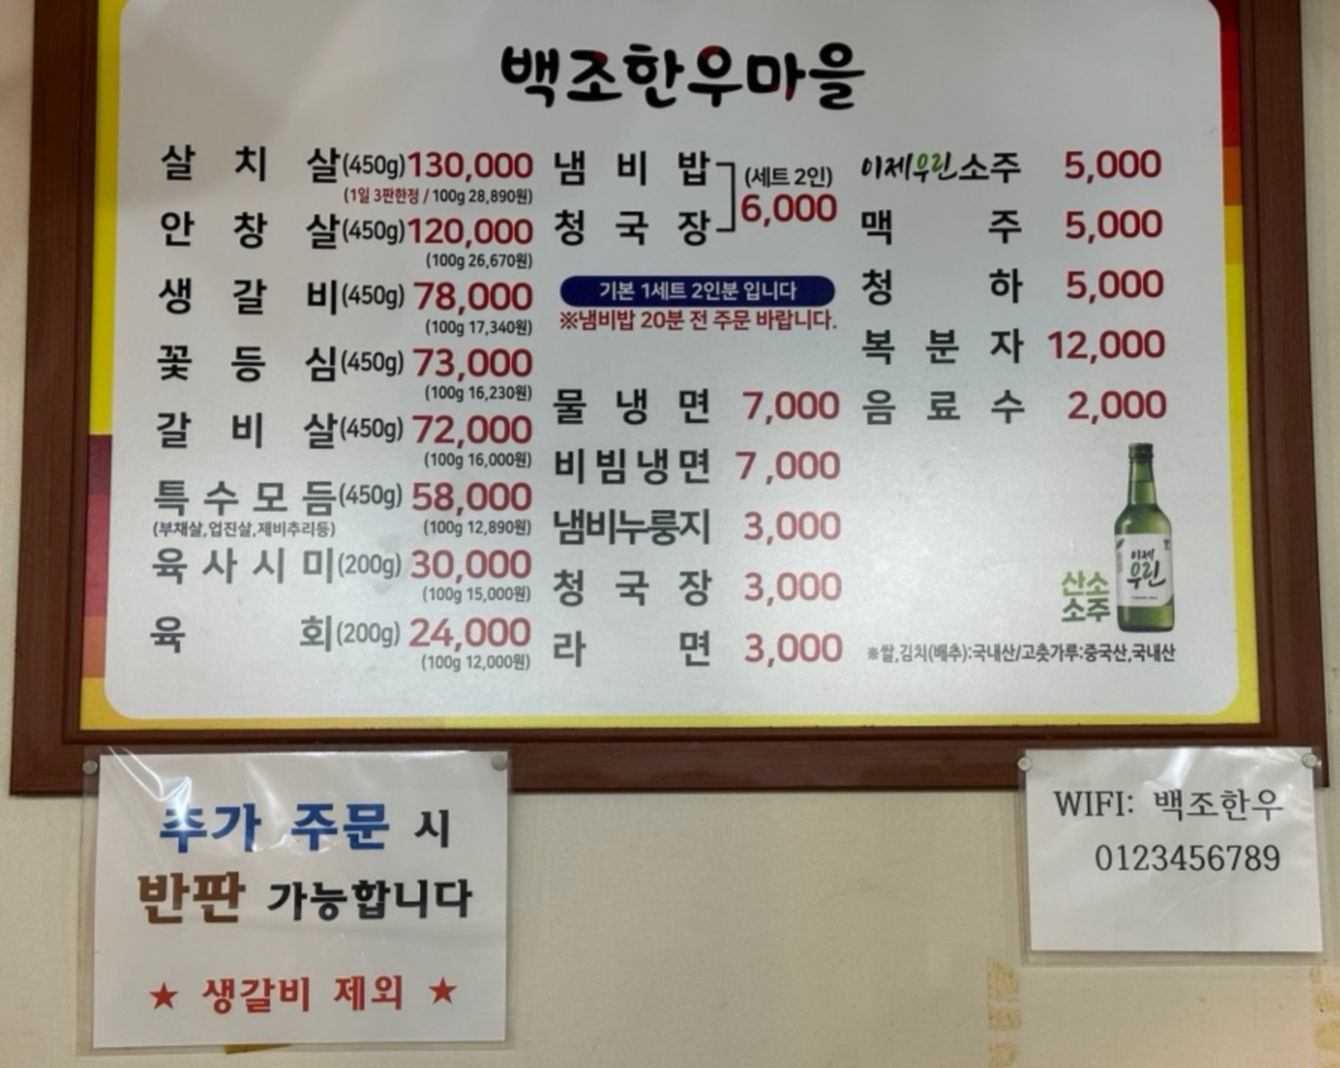 백조한우마을
살치살(450g) 130,000
(1일 3판한정 / 100g 28,890원)
안창살(450g) 120,000
(100g 26,670원)
생갈비(450g) 78,000
(100g 17,340원)
꽃등심(450g) 73,000
(100g 16,230원)
갈비살(450g) 72,000
(100g 16,000원)
특수모듬(450g) 58,000
(부채살,업진살,제비추리등) (100g 12,890원)
육사시미(200g) 30,000
(100g 15,000원)
육회(200g) 24,000
(100g 12,000원)
냄비밥 (세트 2인)
청국장 6,000
기본 1세트 2인분 입니다
※냄비밥 20분 전 주문 바랍니다.
물냉면 7,000
비빔냉면 7,000
냄비누룽지 3,000
청국장 3,000
라면 3,000
이제우린소주 5,000
맥주 5,000
청하 5,000
복분자 12,000
음료수 2,000
이제
우린
산소
소주
※쌀,김치(배추):국내산/고춧가루:중국산,국내산
추가 주문 시
반판 가능합니다
★ 생갈비 제외 ★
WIFI: 백조한우
0123456789